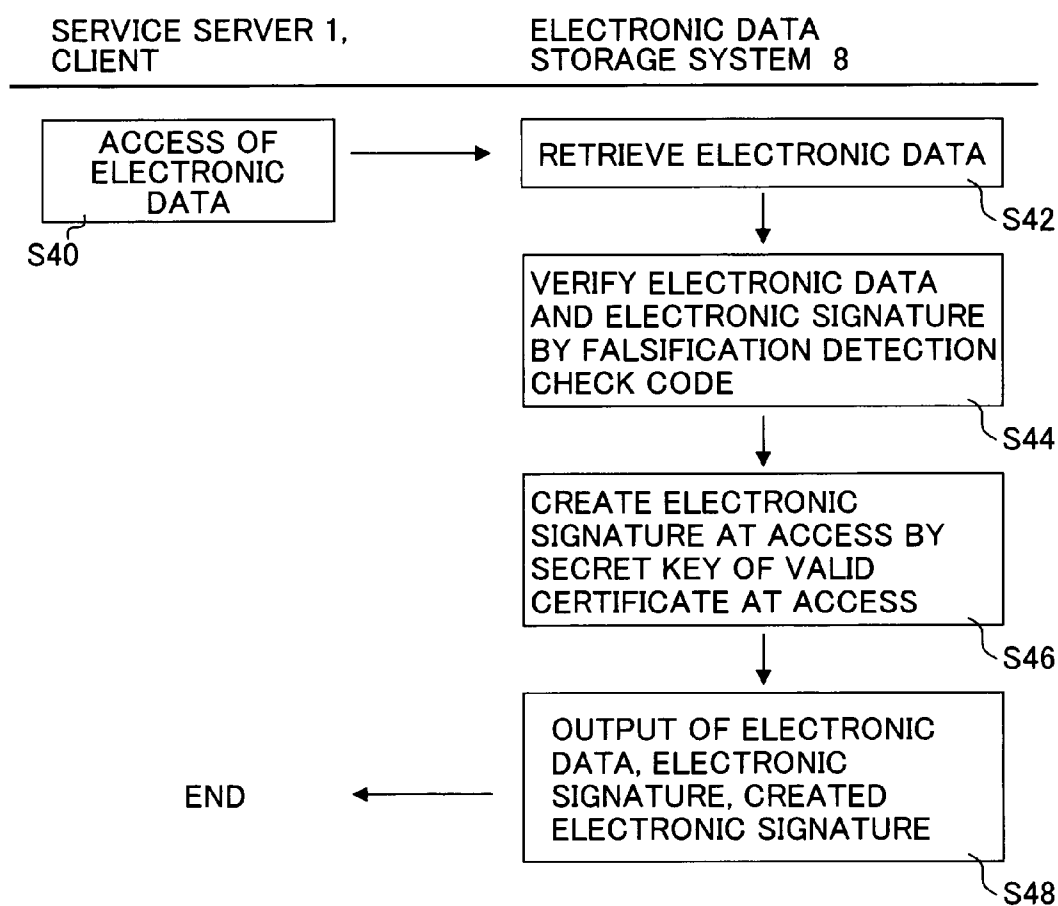 SERVICE SERVER 1,
CLIENT
ELECTRONIC DATA
STORAGE SYSTEM 8
ACCESS OF
ELECTRONIC
DATA
S40
RETRIEVE ELECTRONIC DATA
S42
VERIFY ELECTRONIC DATA
AND ELECTRONIC SIGNATURE
BY FALSIFICATION DETECTION
CHECK CODE
S44
CREATE ELECTRONIC
SIGNATURE AT ACCESS BY
SECRET KEY OF VALID
CERTIFICATE AT ACCESS
S46
OUTPUT OF ELECTRONIC
DATA, ELECTRONIC
SIGNATURE, CREATED
ELECTRONIC SIGNATURE
S48
END